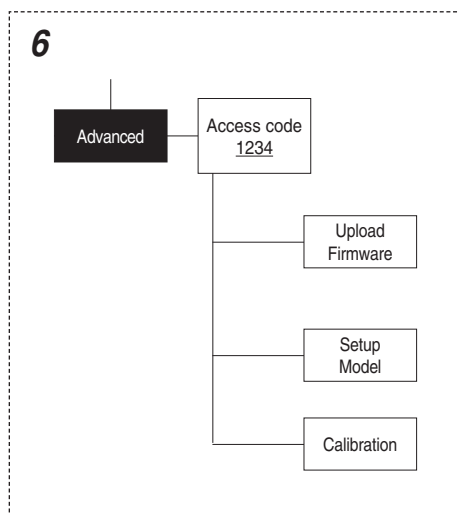 6
Advanced
Access code
1234
Upload
Firmware
Setup
Model
Calibration